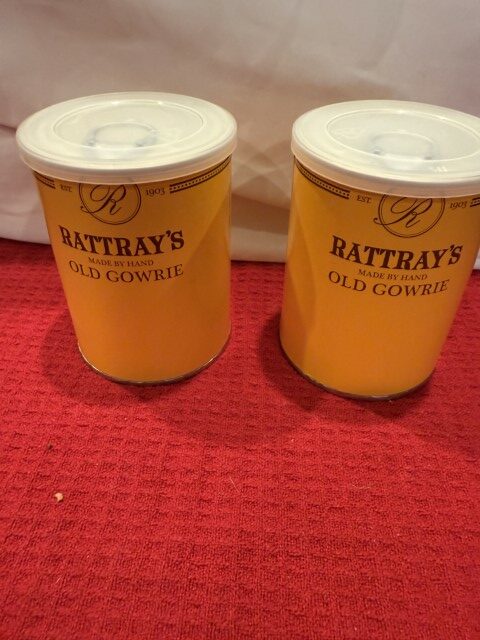 EST. R 1903
RATTRAY'S
MADE BY HAND
OLD GOWRIE
EST. R 1903
RATTRAY'S
MADE BY HAND
OLD GOWRIE